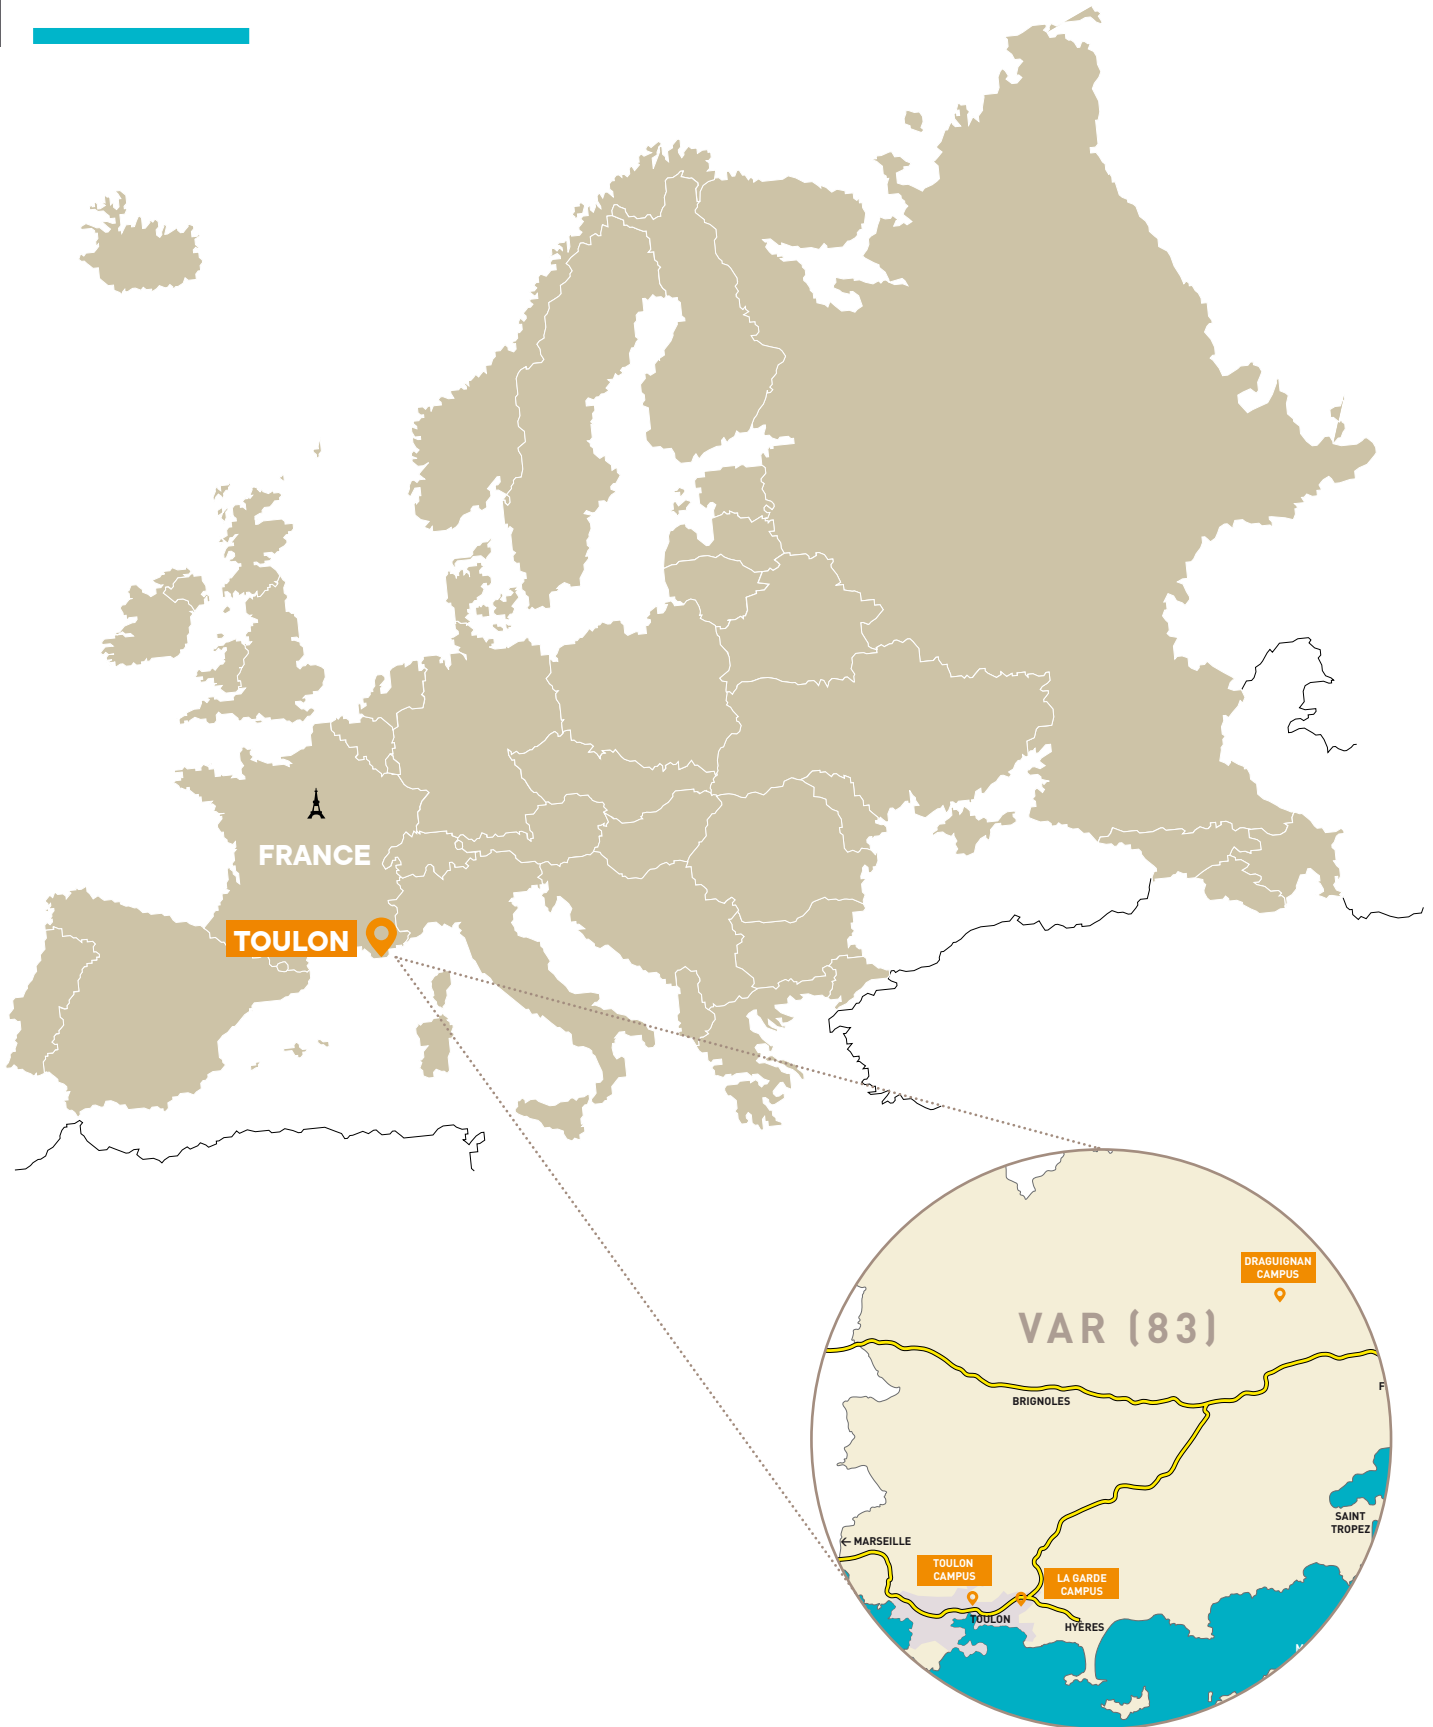 FRANCE
TOULON
DRAGUIGNAN
CAMPUS
VAR (83)
F
BRIGNOLES
SAINT
TROPEZ
← MARSEILLE
TOULON
CAMPUS
LA GARDE
CAMPUS
TOULON
HYÈRES
M